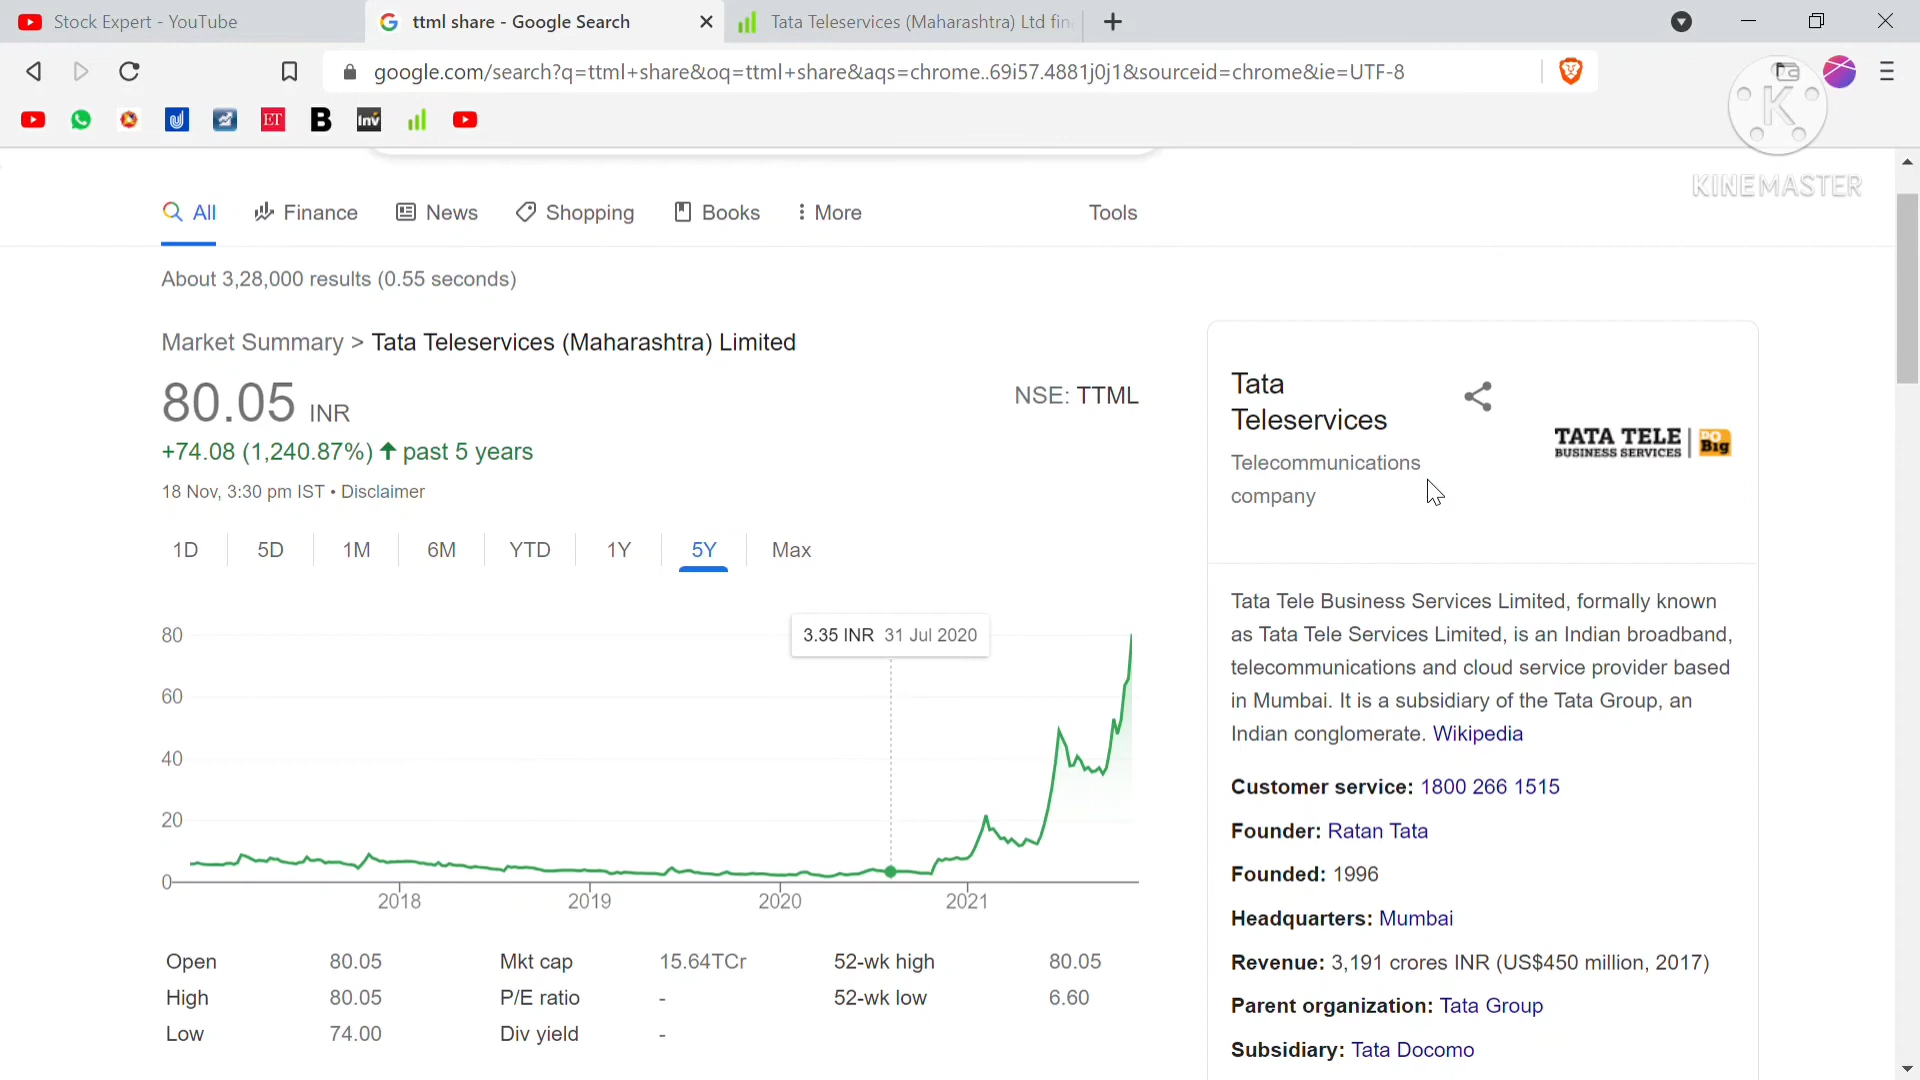 Stock Expert - YouTube
ttml share - Google Search
Tata Teleservices (Maharashtra) Ltd fin
google.com/search?q=ttml+share&oq=ttml+share&aqs=chrome..69i57.4881j0j1&sourceid=chrome&ie=UTF-8
ET
B
Inv
K
KINEMASTER
All
Finance
News
Shopping
Books
More
Tools
About 3,28,000 results (0.55 seconds)
Market Summary > Tata Teleservices (Maharashtra) Limited
80.05 INR
NSE: TTML
+74.08 (1,240.87%) past 5 years
18 Nov, 3:30 pm IST • Disclaimer
1D 5D 1M 6M YTD 1Y 5Y Max
3.35 INR 31 Jul 2020
80
60
40
20
0
2018 2019 2020 2021
Open 80.05 Mkt cap 15.64TCr 52-wk high 80.05
High 80.05 P/E ratio - 52-wk low 6.60
Low 74.00 Div yield -
Tata
Teleservices
Telecommunications
company
TATA TELE
BUSINESS SERVICES
DO
Big
Tata Tele Business Services Limited, formally known
as Tata Tele Services Limited, is an Indian broadband,
telecommunications and cloud service provider based
in Mumbai. It is a subsidiary of the Tata Group, an
Indian conglomerate. Wikipedia
Customer service: 1800 266 1515
Founder: Ratan Tata
Founded: 1996
Headquarters: Mumbai
Revenue: 3,191 crores INR (US$450 million, 2017)
Parent organization: Tata Group
Subsidiary: Tata Docomo